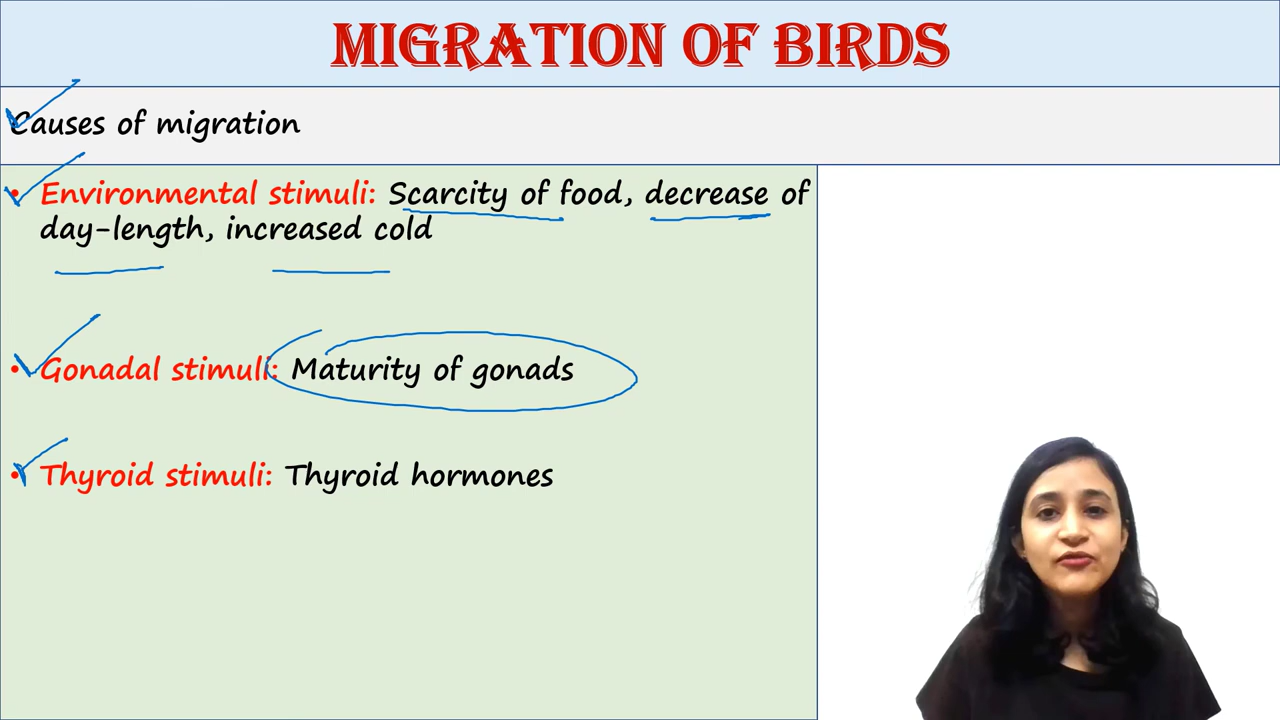 MIGRATION OF BIRDS
Causes of migration
• Environmental stimuli: Scarcity of food, decrease of
day-length, increased cold
• Gonadal stimuli: Maturity of gonads
• Thyroid stimuli: Thyroid hormones